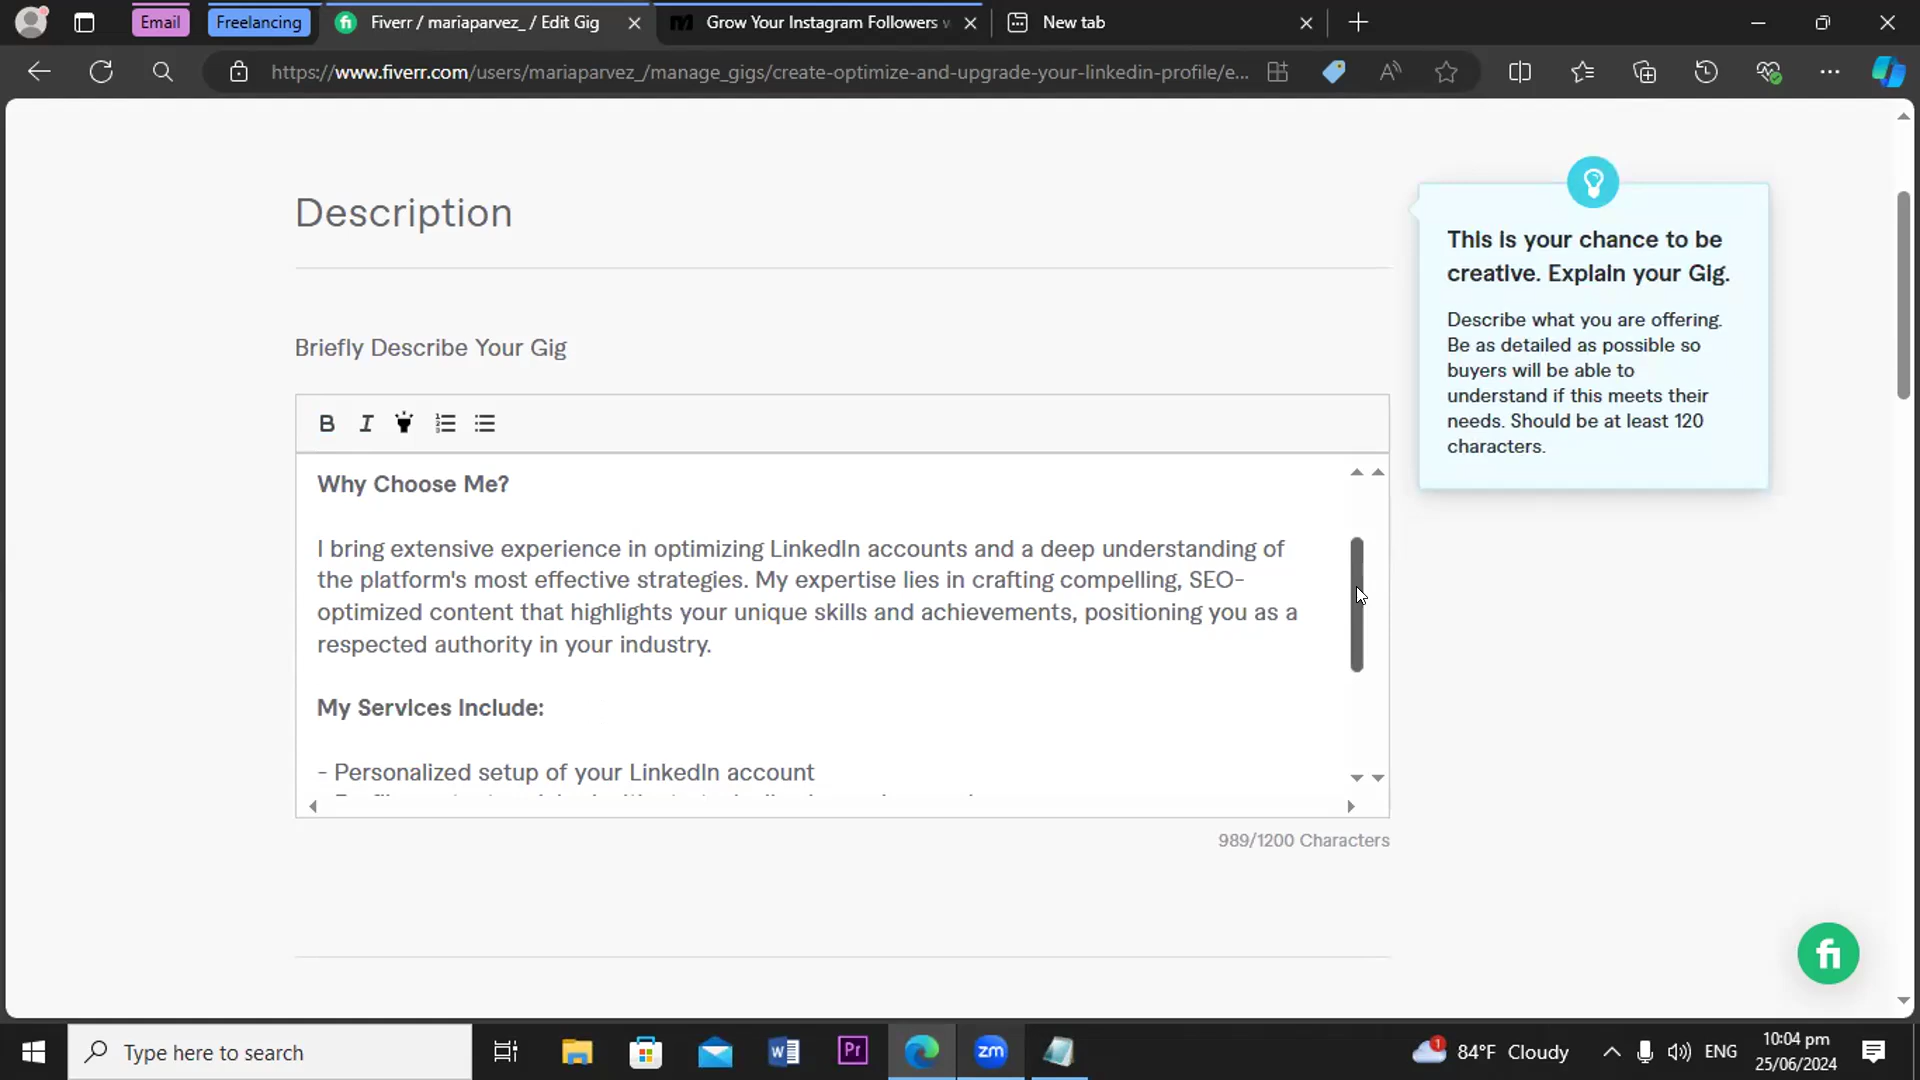 Email
Freelancing
Fiverr / mariaparvez_ / Edit Gig
Grow Your Instagram Followers
New tab
https://www.fiverr.com/users/mariaparvez_/manage_gigs/create-optimize-and-upgrade-your-linkedin-profile/e...
Description
This is your chance to be
creative. Explain your Gig.
Describe what you are offering.
Be as detailed as possible so
buyers will be able to
understand if this meets their
needs. Should be at least 120
characters.
Briefly Describe Your Gig
Why Choose Me?
I bring extensive experience in optimizing LinkedIn accounts and a deep understanding of
the platform's most effective strategies. My expertise lies in crafting compelling, SEO-
optimized content that highlights your unique skills and achievements, positioning you as a
respected authority in your industry.
My Services Include:
- Personalized setup of your LinkedIn account
989/1200 Characters
fi
Type here to search
Pr
zm
1
84°F Cloudy
ENG
10:04 pm
25/06/2024